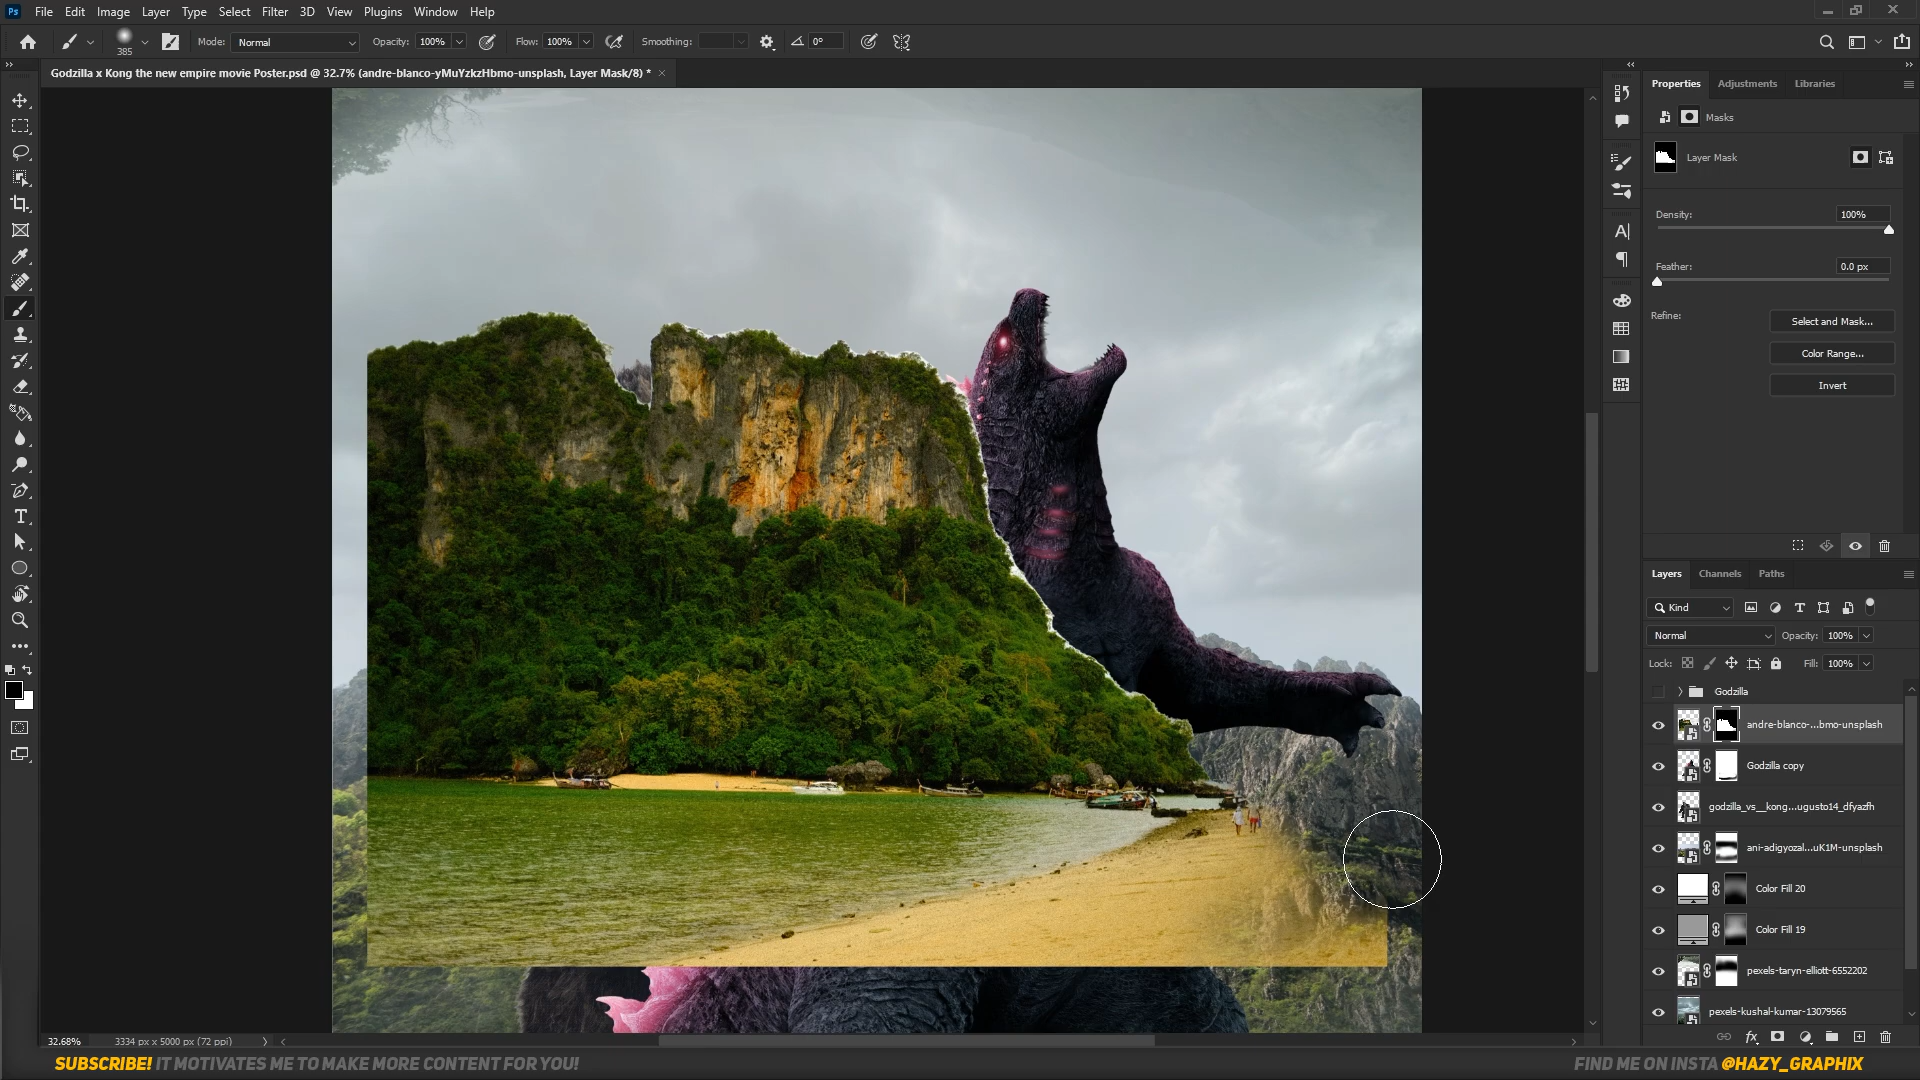 Ps File Edit Image Layer Type Select Filter 3D View Plugins Window Help
385 Mode: Normal Opacity: 100% Flow: 100% Smoothing: 0°
Godzilla x Kong the new empire movie Poster.psd @ 32.7% (andre-blanco-yMuYzkzHbmo-unsplash, Layer Mask/8) * ×
Properties Adjustments Libraries
Masks
Layer Mask
Density: 100%
Feather: 0.0 px
Refine: Select and Mask...
Color Range...
Invert
Layers Channels Paths
Kind
Normal Opacity: 100%
Lock: Fill: 100%
Godzilla
andre-blanco-...bmo-unsplash
Godzilla copy
godzilla_vs__kong...ugusto14_dfyazfh
ani-adigyozal...uK1M-unsplash
Color Fill 20
Color Fill 19
pexels-taryn-elliott-6552202
pexels-kushal-kumar-13079565
32.68% 3334 px x 5000 px (72 ppi)
SUBSCRIBE! IT MOTIVATES ME TO MAKE MORE CONTENT FOR YOU! FIND ME ON INSTA @HAZY_GRAPHIX